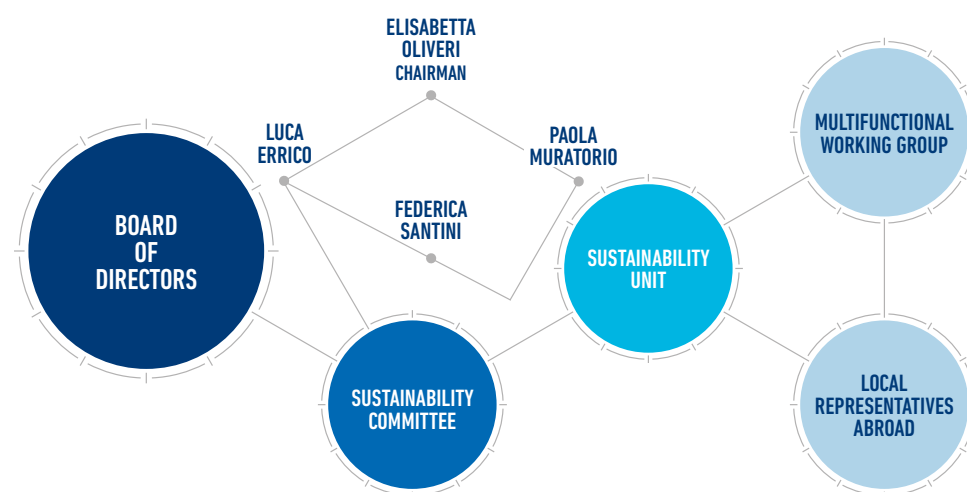 ELISABETTA
OLIVERI
CHAIRMAN
LUCA
ERRICO
PAOLA
MURATORIO
FEDERICA
SANTINI
BOARD
OF
DIRECTORS
SUSTAINABILITY
COMMITTEE
SUSTAINABILITY
UNIT
MULTIFUNCTIONAL
WORKING GROUP
LOCAL
REPRESENTATIVES
ABROAD